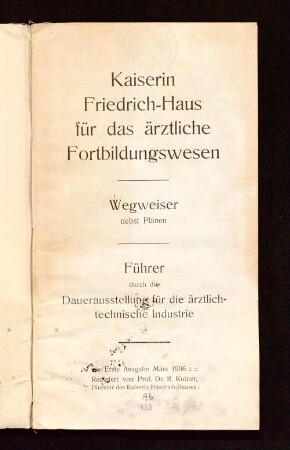 Kaiserin
Friedrich-Haus
für das ärztliche
Fortbildungswesen
Wegweiser
nebst Plänen
Führer
durch die
Dauerausstellung für die ärztlich-
technische Industrie
Erste Ausgabe März 1906
Redigiert von Prof. Dr. R. Kutner,
Direktor des Kaiserin Friedrich-Hauses